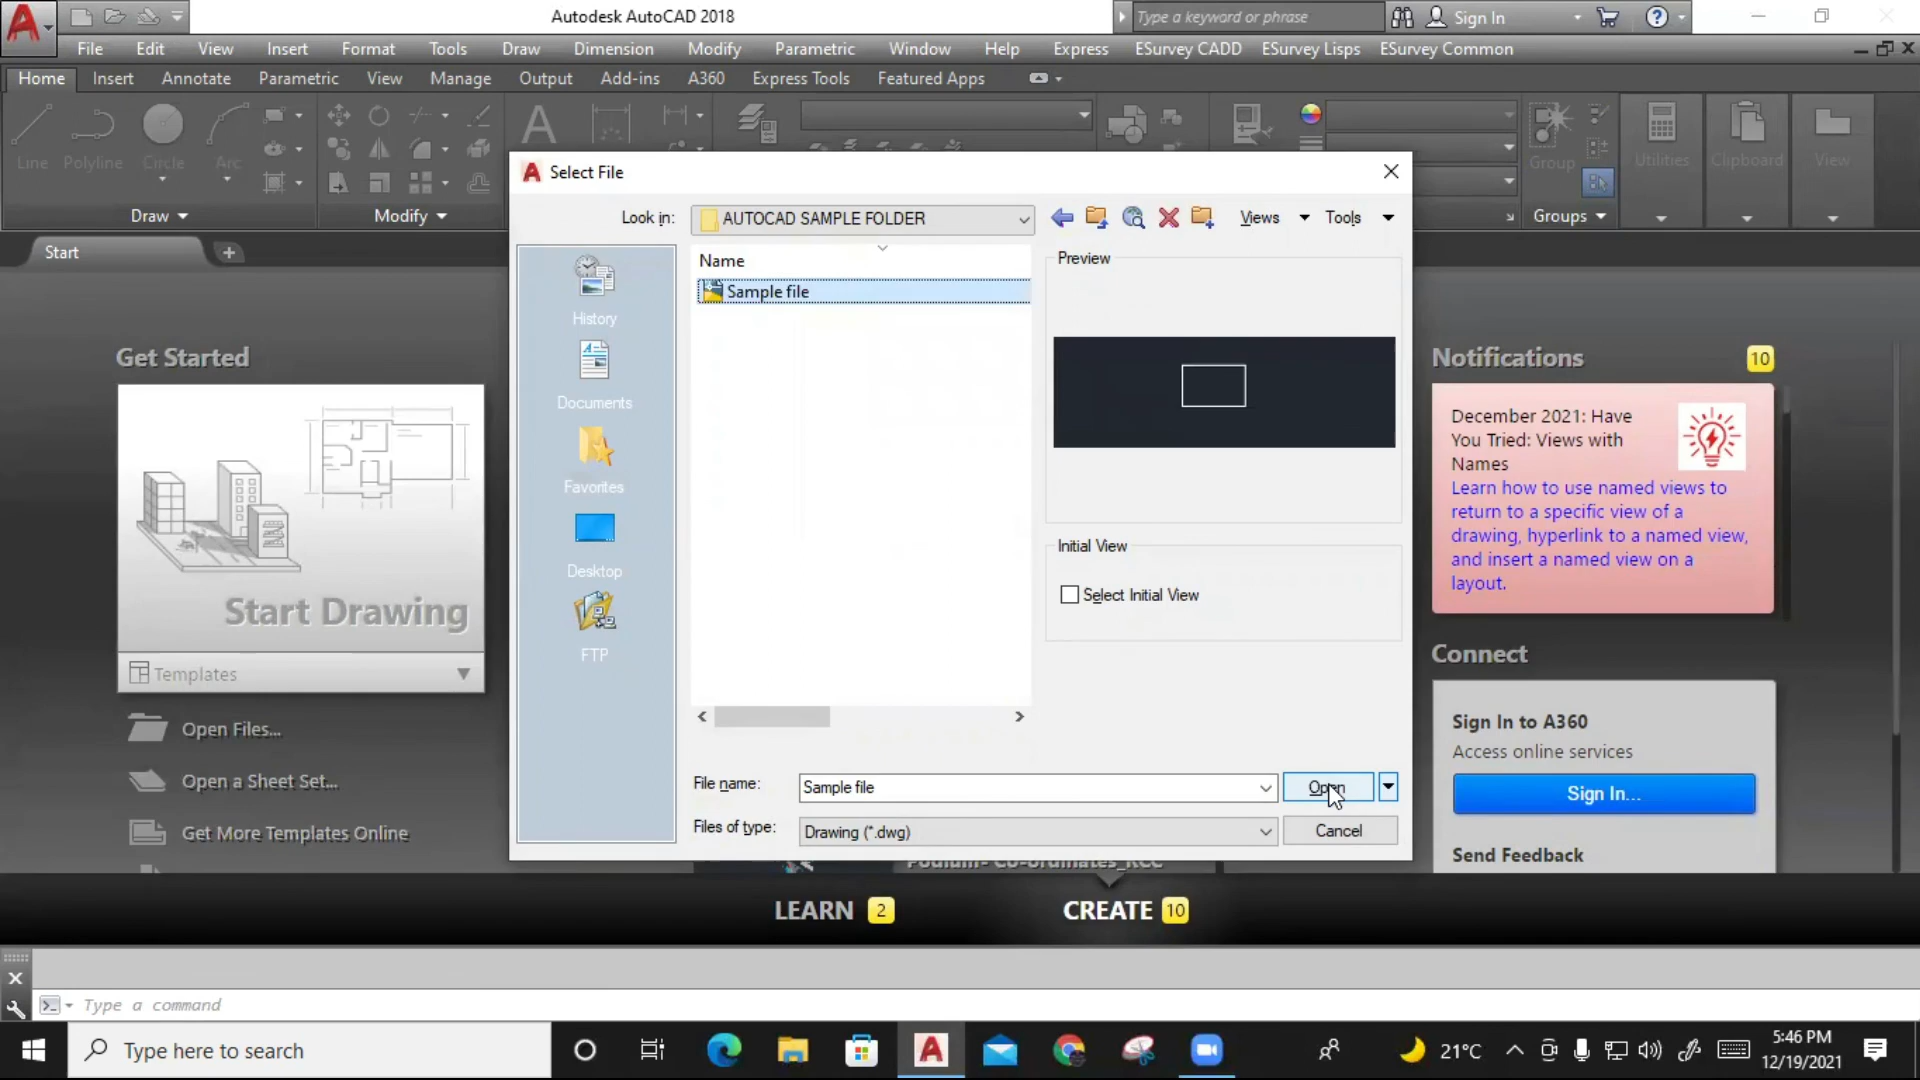 Autodesk AutoCAD 2018
Type a keyword or phrase
Sign In
File Edit View Insert Format Tools Draw Dimension Modify Parametric Window Help Express ESurvey CADD ESurvey Lisps ESurvey Common
Home Insert Annotate Parametric View Manage Output Add-ins A360 Express Tools Featured Apps
Line Polyline Circle Arc
Group Utilities Clipboard View
Draw Modify Groups
Select File
Look in: AUTOCAD SAMPLE FOLDER Views Tools
Start
Name
Sample file
Preview
History
Documents
Favorites
Desktop
FTP
Initial View
Select Initial View
File name: Sample file Open
Files of type: Drawing (*.dwg) Cancel
Get Started
Start Drawing
Templates
Open Files...
Open a Sheet Set...
Get More Templates Online
Notifications 10
December 2021: Have
You Tried: Views with
Names
Learn how to use named views to
return to a specific view of a
drawing, hyperlink to a named view,
and insert a named view on a
layout.
Connect
Sign In to A360
Access online services
Sign In...
Send Feedback
Podium- Co-ordinates_RCC
LEARN 2 CREATE 10
Type a command
Type here to search
21°C
5:46 PM
12/19/2021